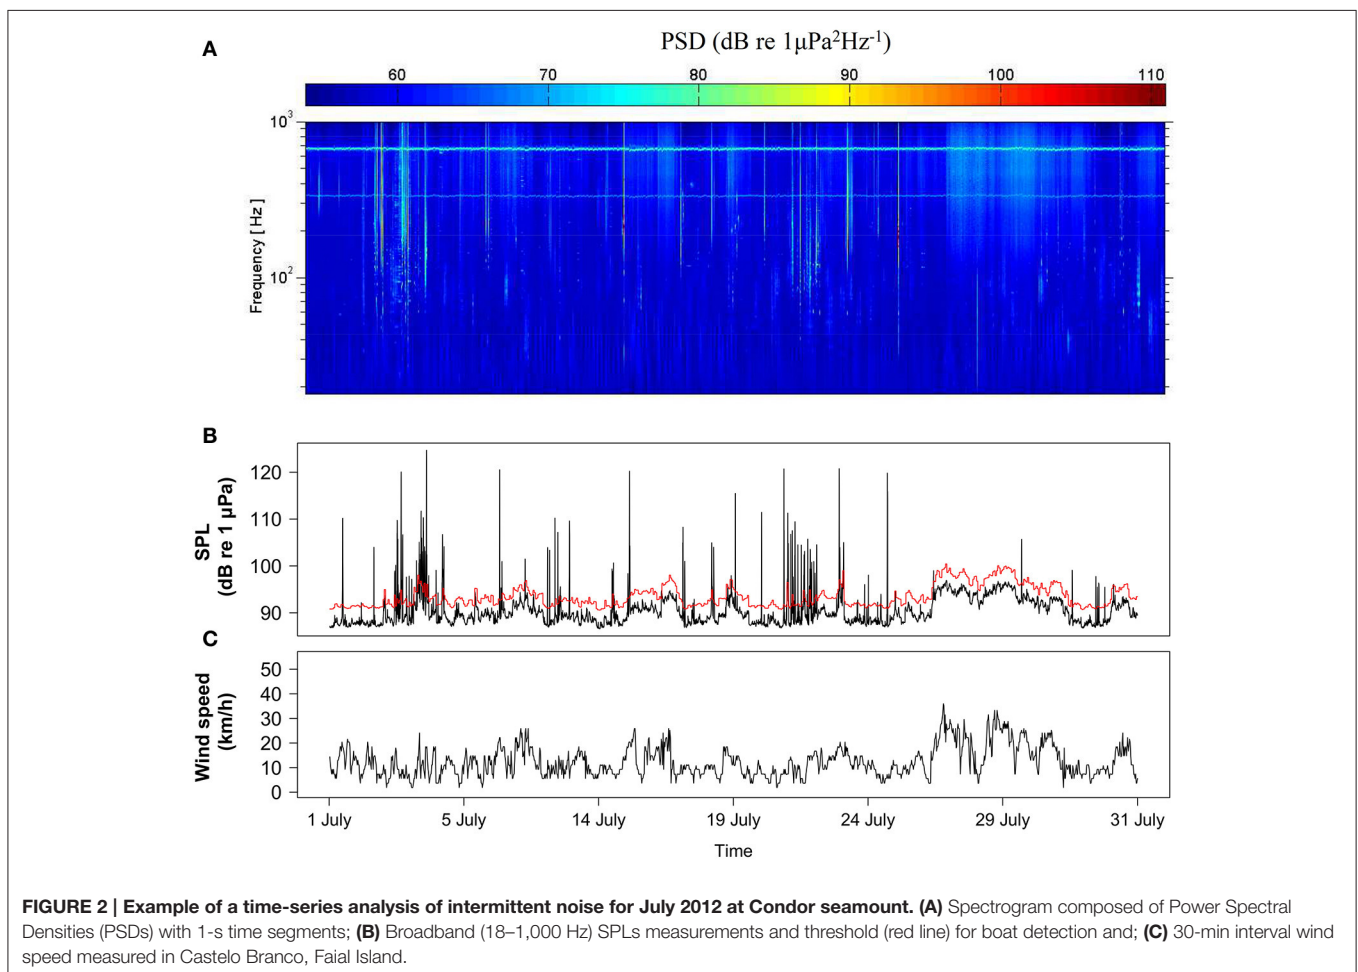 A
PSD (dB re 1µPa²Hz⁻¹)
60 70 80 90 100 110
10³
10²
Frequency [Hz]
B
120
110
100
90
SPL
(dB re 1 µPa)
C
50
40
30
20
10
0
Wind speed
(km/h)
1 July 5 July 14 July 19 July 24 July 29 July 31 July
Time
FIGURE 2 | Example of a time-series analysis of intermittent noise for July 2012 at Condor seamount. (A) Spectrogram composed of Power Spectral
Densities (PSDs) with 1-s time segments; (B) Broadband (18–1,000 Hz) SPLs measurements and threshold (red line) for boat detection and; (C) 30-min interval wind
speed measured in Castelo Branco, Faial Island.